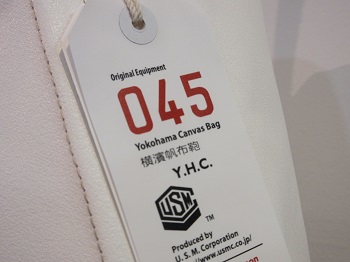 Original Equipment
045
Yokohama Canvas Bag
横濱帆布鞄
Y.H.C.
USM
TM
Produced by
U. S. M. Corporation
http://www.usmc.co.jp/